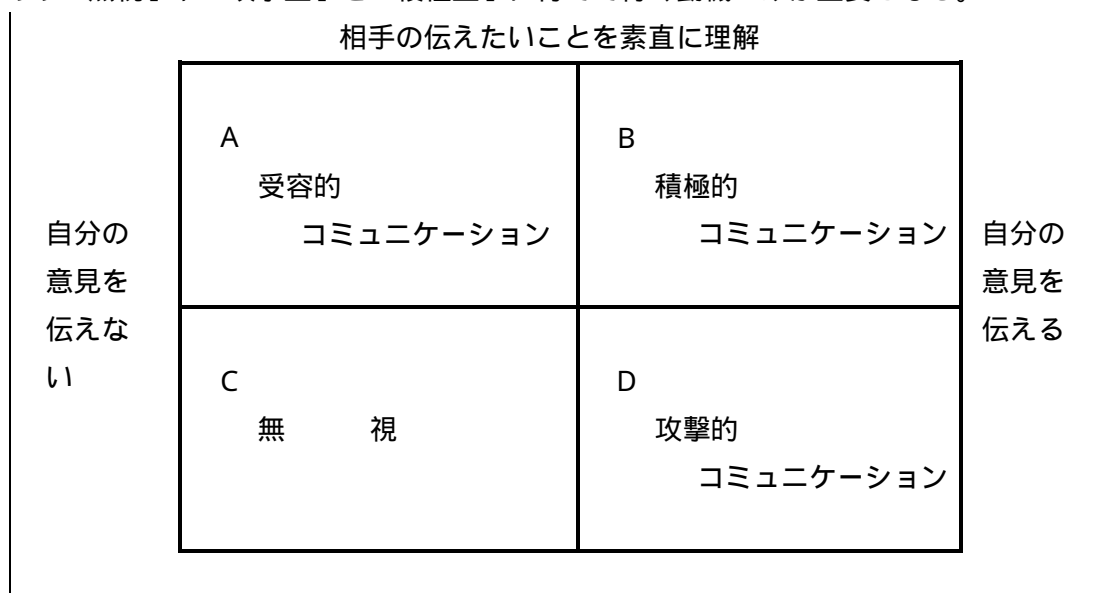 相手の伝えたいことを素直に理解
A
受容的
コミュニケーション
B
積極的
コミュニケーション
自分の
意見を
伝えな
い
自分の
意見を
伝える
C
無 視
D
攻撃的
コミュニケーション